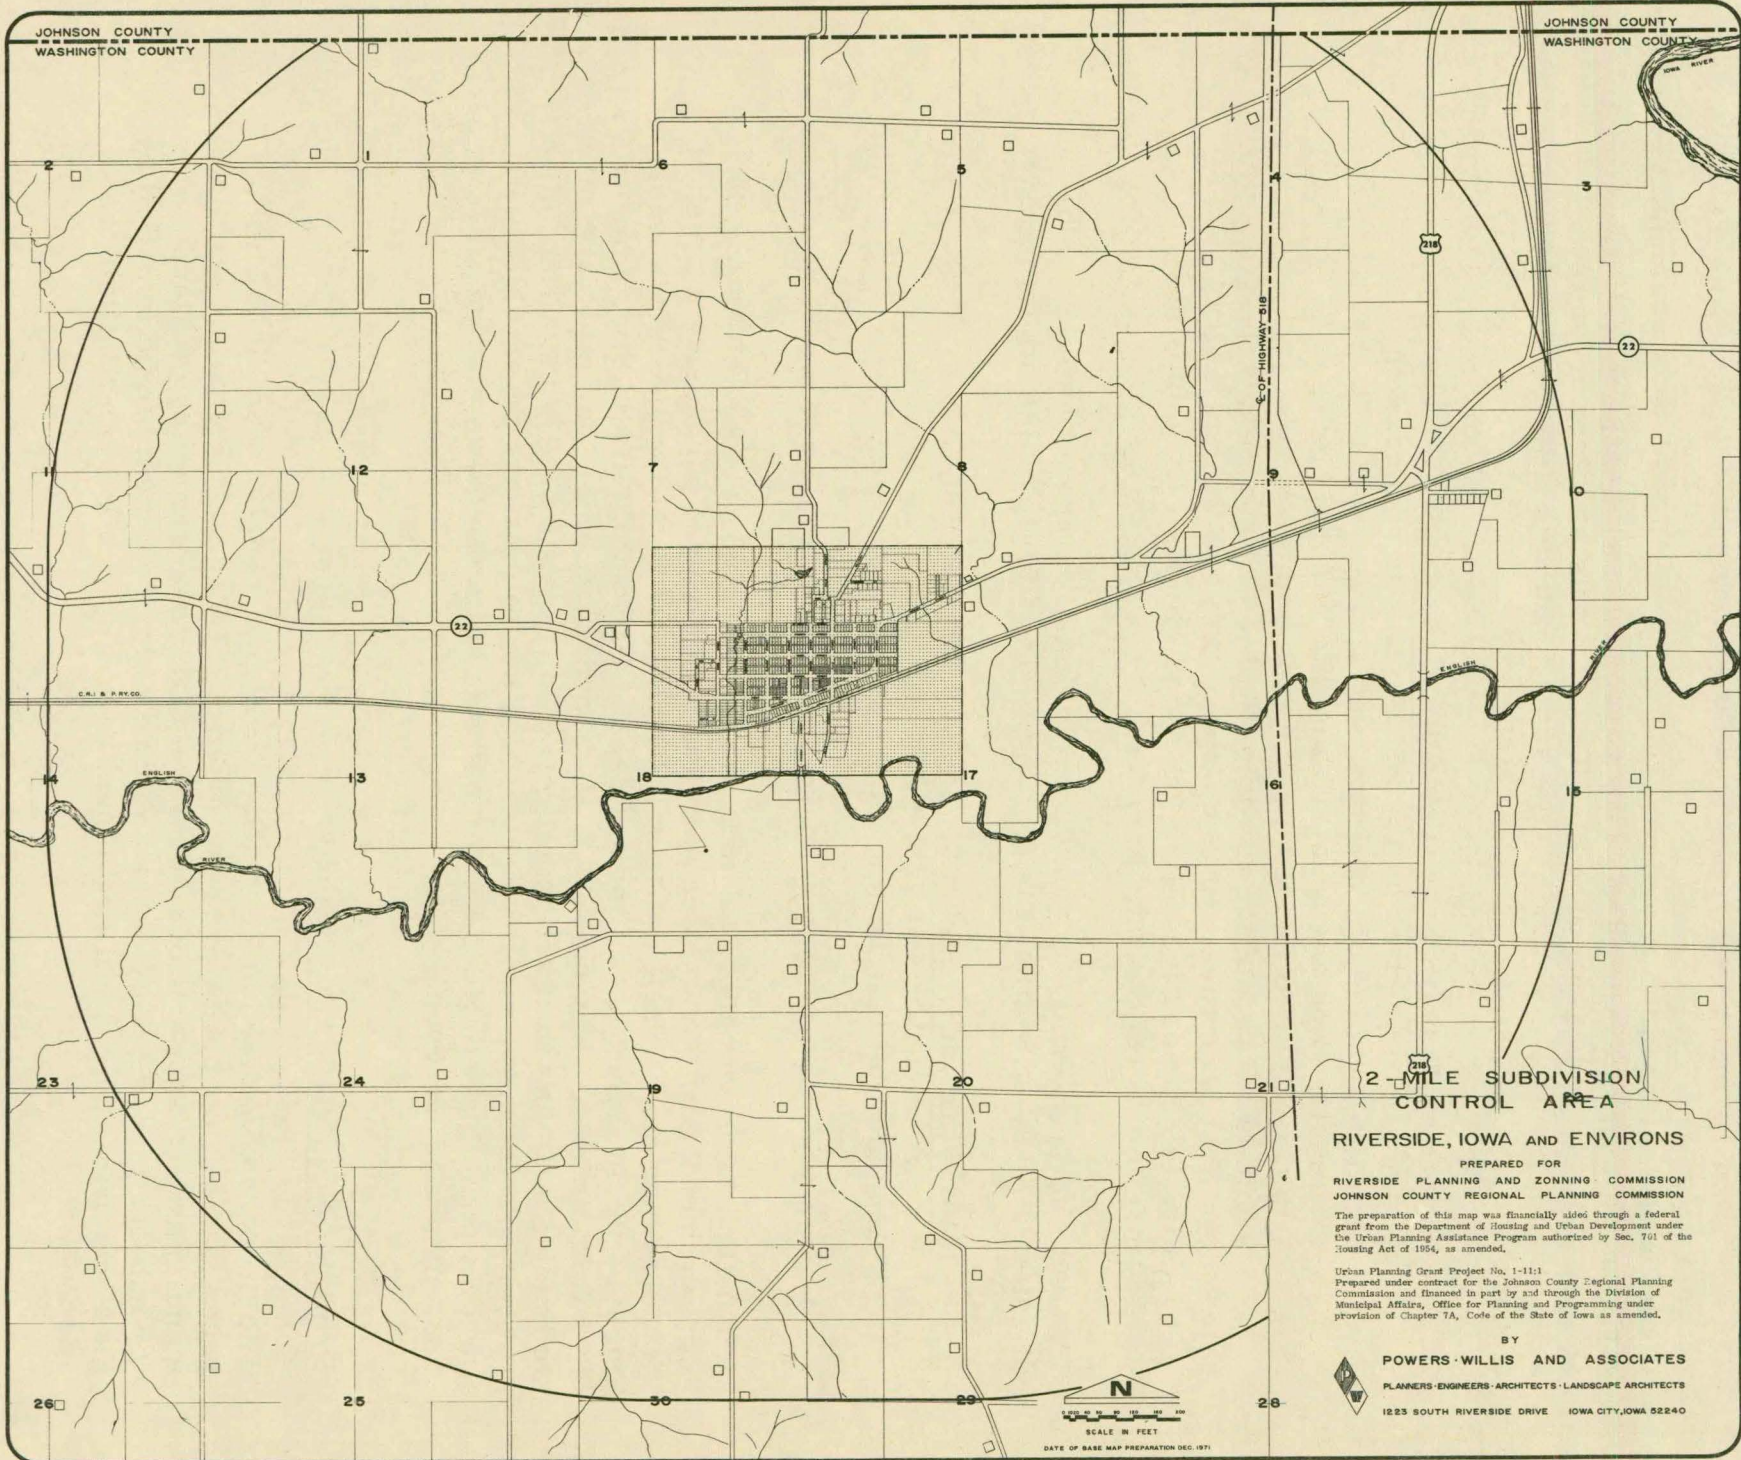 JOHNSON COUNTY
WASHINGTON COUNTY
JOHNSON COUNTY
WASHINGTON COUNTY
IOWA RIVER
2
1
6
5
4
3
218
℄ OF HIGHWAY 518
22
11
12
7
8
9
10
22
C.R.I & P. RY. CO.
ENGLISH
RIVER
14
ENGLISH
RIVER
13
18
17
16
15
23
24
19
20
21
22
218
26
25
30
29
28
2-MILE SUBDIVISION
CONTROL AREA
RIVERSIDE, IOWA AND ENVIRONS
PREPARED FOR
RIVERSIDE PLANNING AND ZONNING COMMISSION
JOHNSON COUNTY REGIONAL PLANNING COMMISSION
The preparation of this map was financially aided through a federal
grant from the Department of Housing and Urban Development under
the Urban Planning Assistance Program authorized by Sec. 701 of the
Housing Act of 1954, as amended.
Urban Planning Grant Project No. 1-11:1
Prepared under contract for the Johnson County Regional Planning
Commission and financed in part by and through the Division of
Municipal Affairs, Office for Planning and Programming under
provision of Chapter 7A, Code of the State of Iowa as amended.
BY
PW
POWERS·WILLIS AND ASSOCIATES
PLANNERS·ENGINEERS·ARCHITECTS·LANDSCAPE ARCHITECTS
1223 SOUTH RIVERSIDE DRIVE IOWA CITY, IOWA 52240
N
SCALE IN FEET
DATE OF BASE MAP PREPARATION DEC. 1971